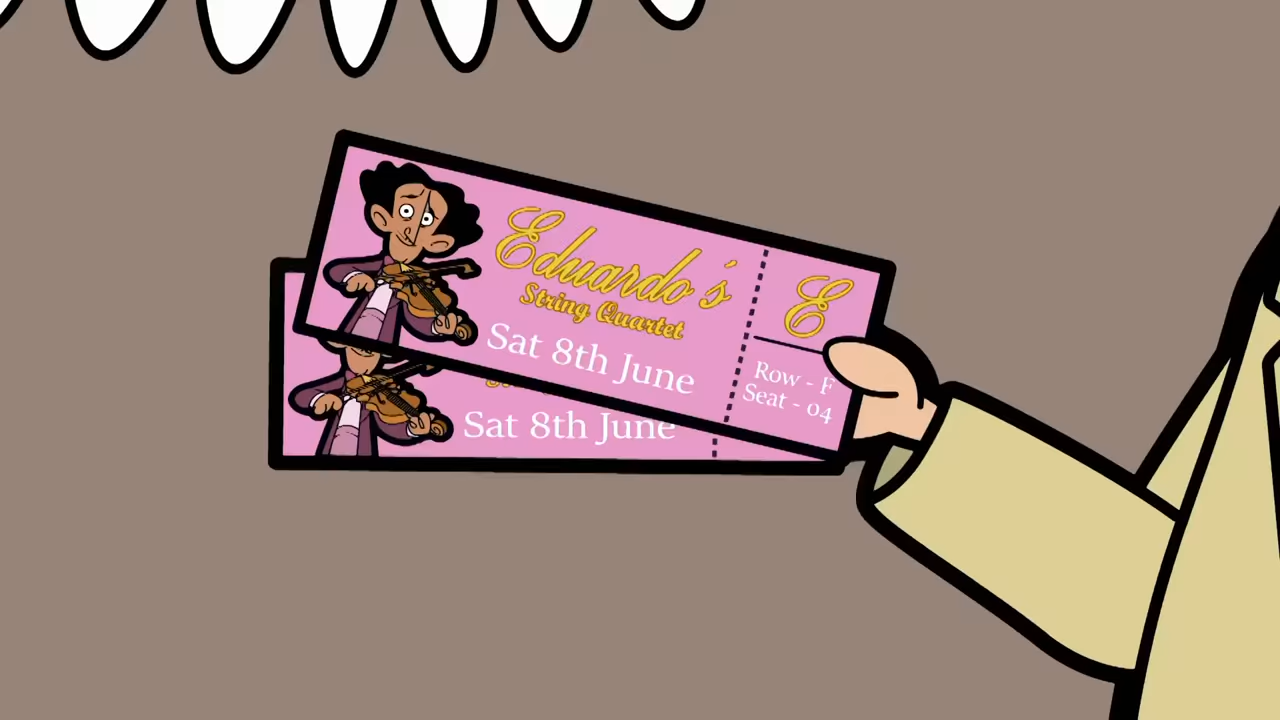 Eduardo's
String Quartet
Sat 8th June
E
Row - F
Seat - 04
Sat 8th June